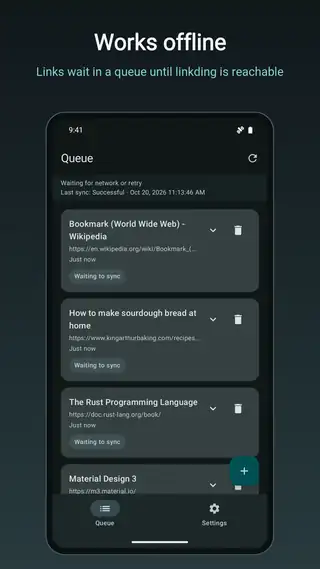 Works offline
Links wait in a queue until linkding is reachable
9:41
Queue
Waiting for network or retry
Last sync: Successful · Oct 20, 2026 11:13:46 AM
Bookmark (World Wide Web) -
Wikipedia
https://en.wikipedia.org/wiki/Bookmark_(...
Just now
Waiting to sync
How to make sourdough bread at
home
https://www.kingarthurbaking.com/recipes...
Just now
Waiting to sync
The Rust Programming Language
https://doc.rust-lang.org/book/
Just now
Waiting to sync
Material Design 3
https://m3.material.io/
Queue
Settings